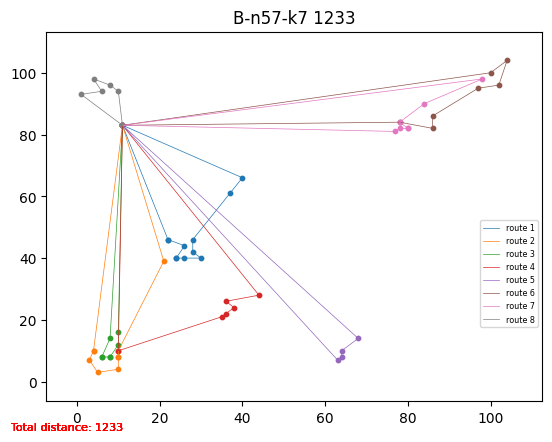 B-n57-k7 1233
100
80
60
40
20
0
route 1
route 2
route 3
route 4
route 5
route 6
route 7
route 8
0 20 40 60 80 100
Total distance: 1233